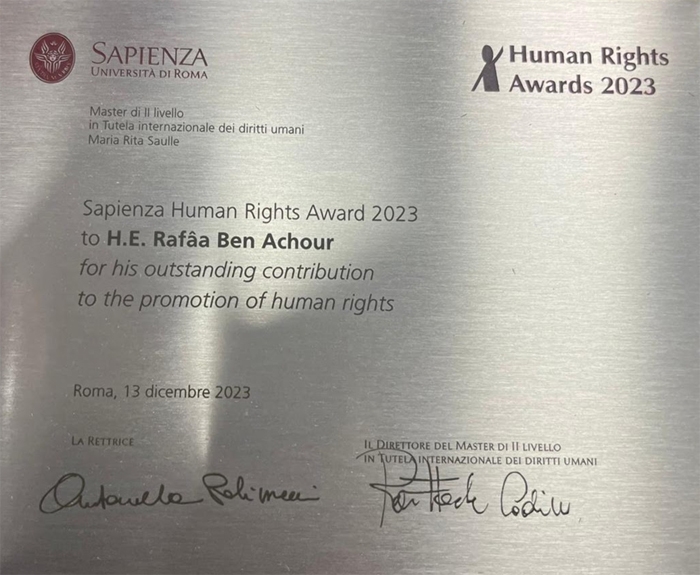 SAPIENZA
UNIVERSITÀ DI ROMA
Human Rights
Awards 2023
Master di II livello
in Tutela internazionale dei diritti umani
Maria Rita Saulle
Sapienza Human Rights Award 2023
to H.E. Rafâa Ben Achour
for his outstanding contribution
to the promotion of human rights
Roma, 13 dicembre 2023
LA RETTRICE
IL DIRETTORE DEL MASTER DI II LIVELLO
IN TUTELA INTERNAZIONALE DEI DIRITTI UMANI
Antonella Polimeni